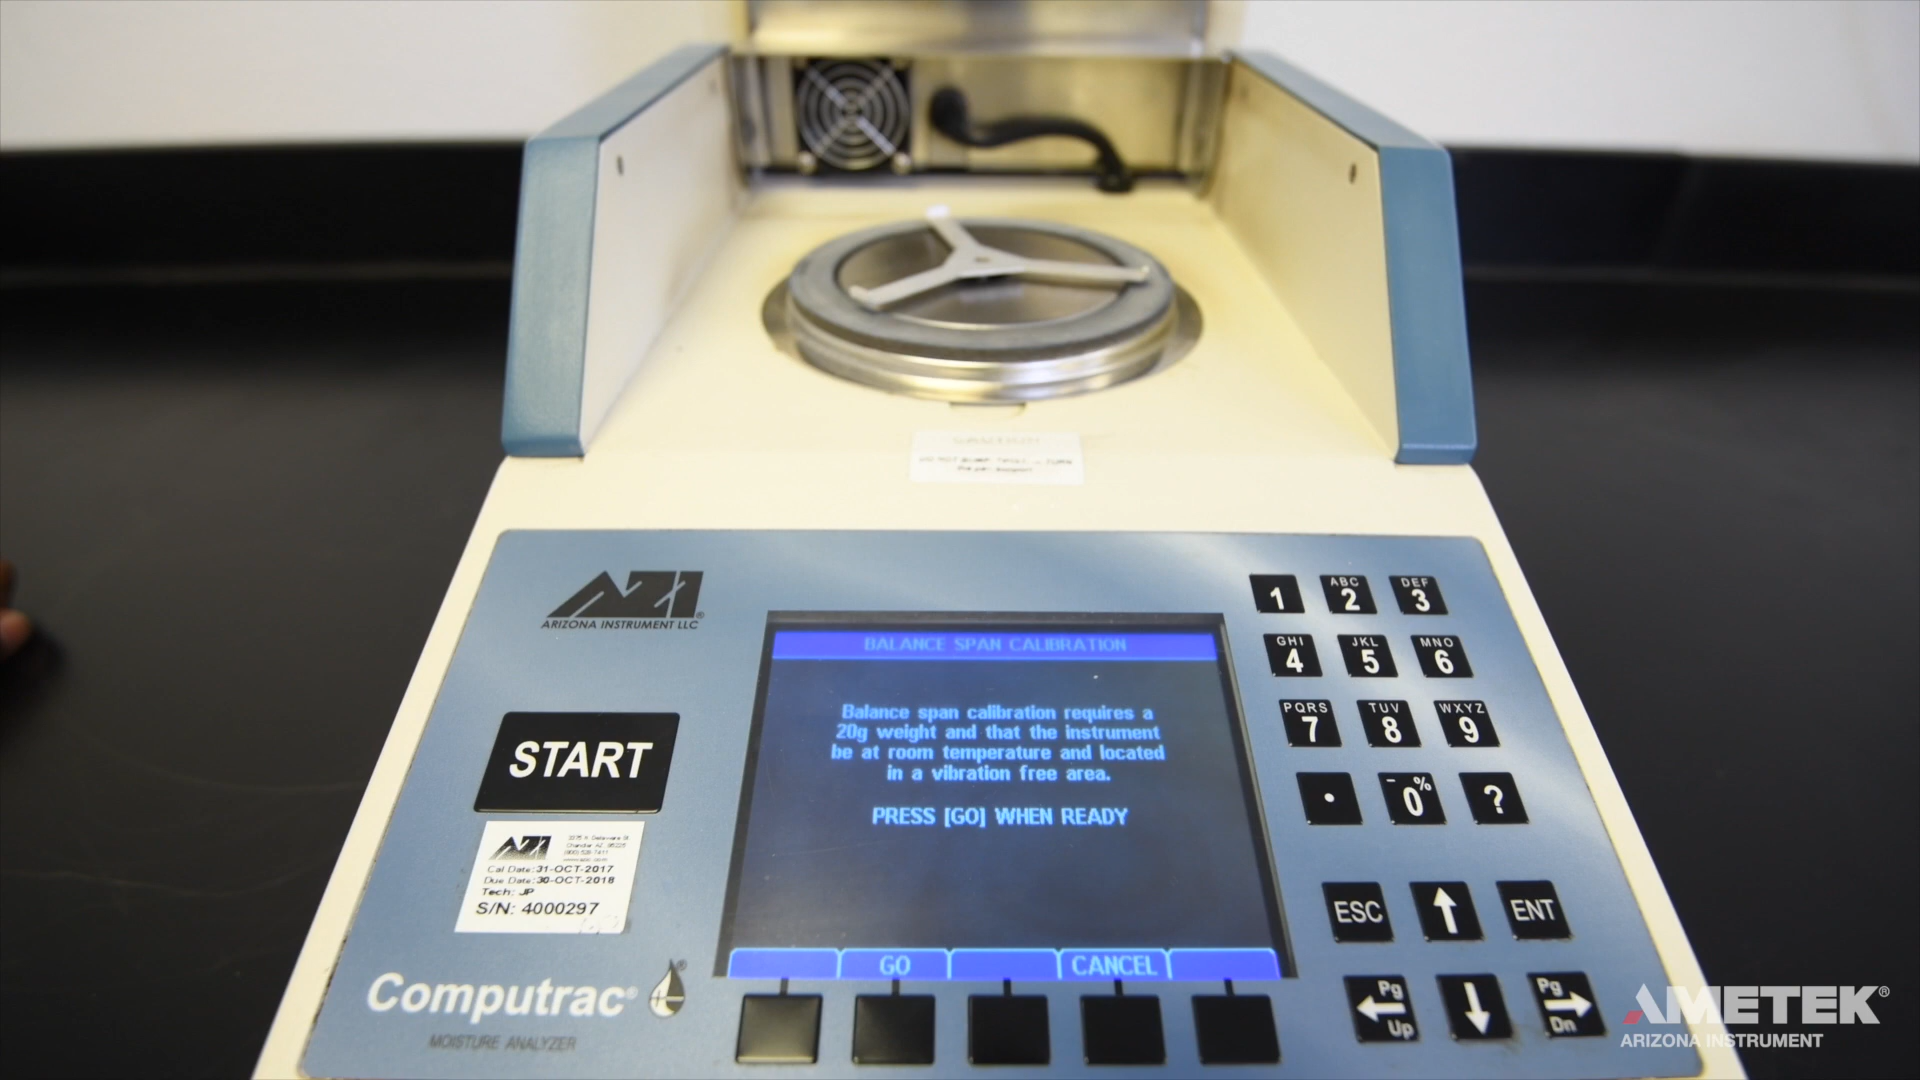 AZI®
ARIZONA INSTRUMENT LLC
BALANCE SPAN CALIBRATION
Balance span calibration requires a
20g weight and that the instrument
be at room temperature and located
in a vibration free area.
PRESS [GO] WHEN READY
GO CANCEL
START
AZI
Cal Date: 31-OCT-2017
Due Date: 30-OCT-2018
Tech: JP
S/N: 4000297
Computrac®
MOISTURE ANALYZER
1 ABC 2 DEF 3
GHI 4 JKL 5 MNO 6
PQRS 7 TUV 8 WXYZ 9
. - 0 % ?
ESC ↑ ENT
Pg ← Up ↓ Pg → Dn
AMETEK®
ARIZONA INSTRUMENT